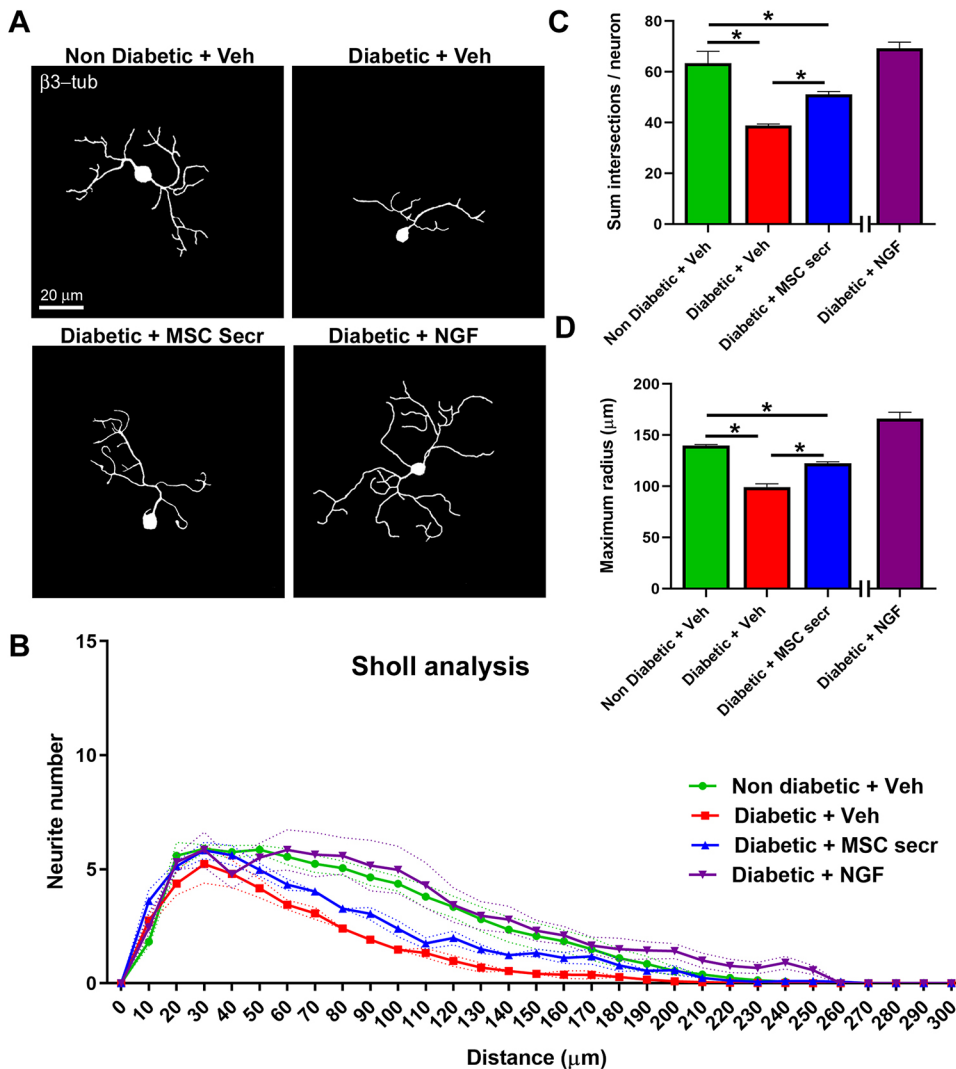 A
Non Diabetic + Veh
Diabetic + Veh
β3–tub
20 μm
Diabetic + MSC Secr
Diabetic + NGF
C
Sum intersections / neuron
80
60
40
20
0
*
*
*
Non Diabetic + Veh
Diabetic + Veh
Diabetic + MSC secr
Diabetic + NGF
D
Maximum radius (μm)
200
150
100
50
0
*
*
*
Non Diabetic + Veh
Diabetic + Veh
Diabetic + MSC secr
Diabetic + NGF
B
Sholl analysis
Neurite number
15
10
5
0
Non diabetic + Veh
Diabetic + Veh
Diabetic + MSC secr
Diabetic + NGF
0 10 20 30 40 50 60 70 80 90 100 110 120 130 140 150 160 170 180 190 200 210 220 230 240 250 260 270 280 290 300
Distance (μm)